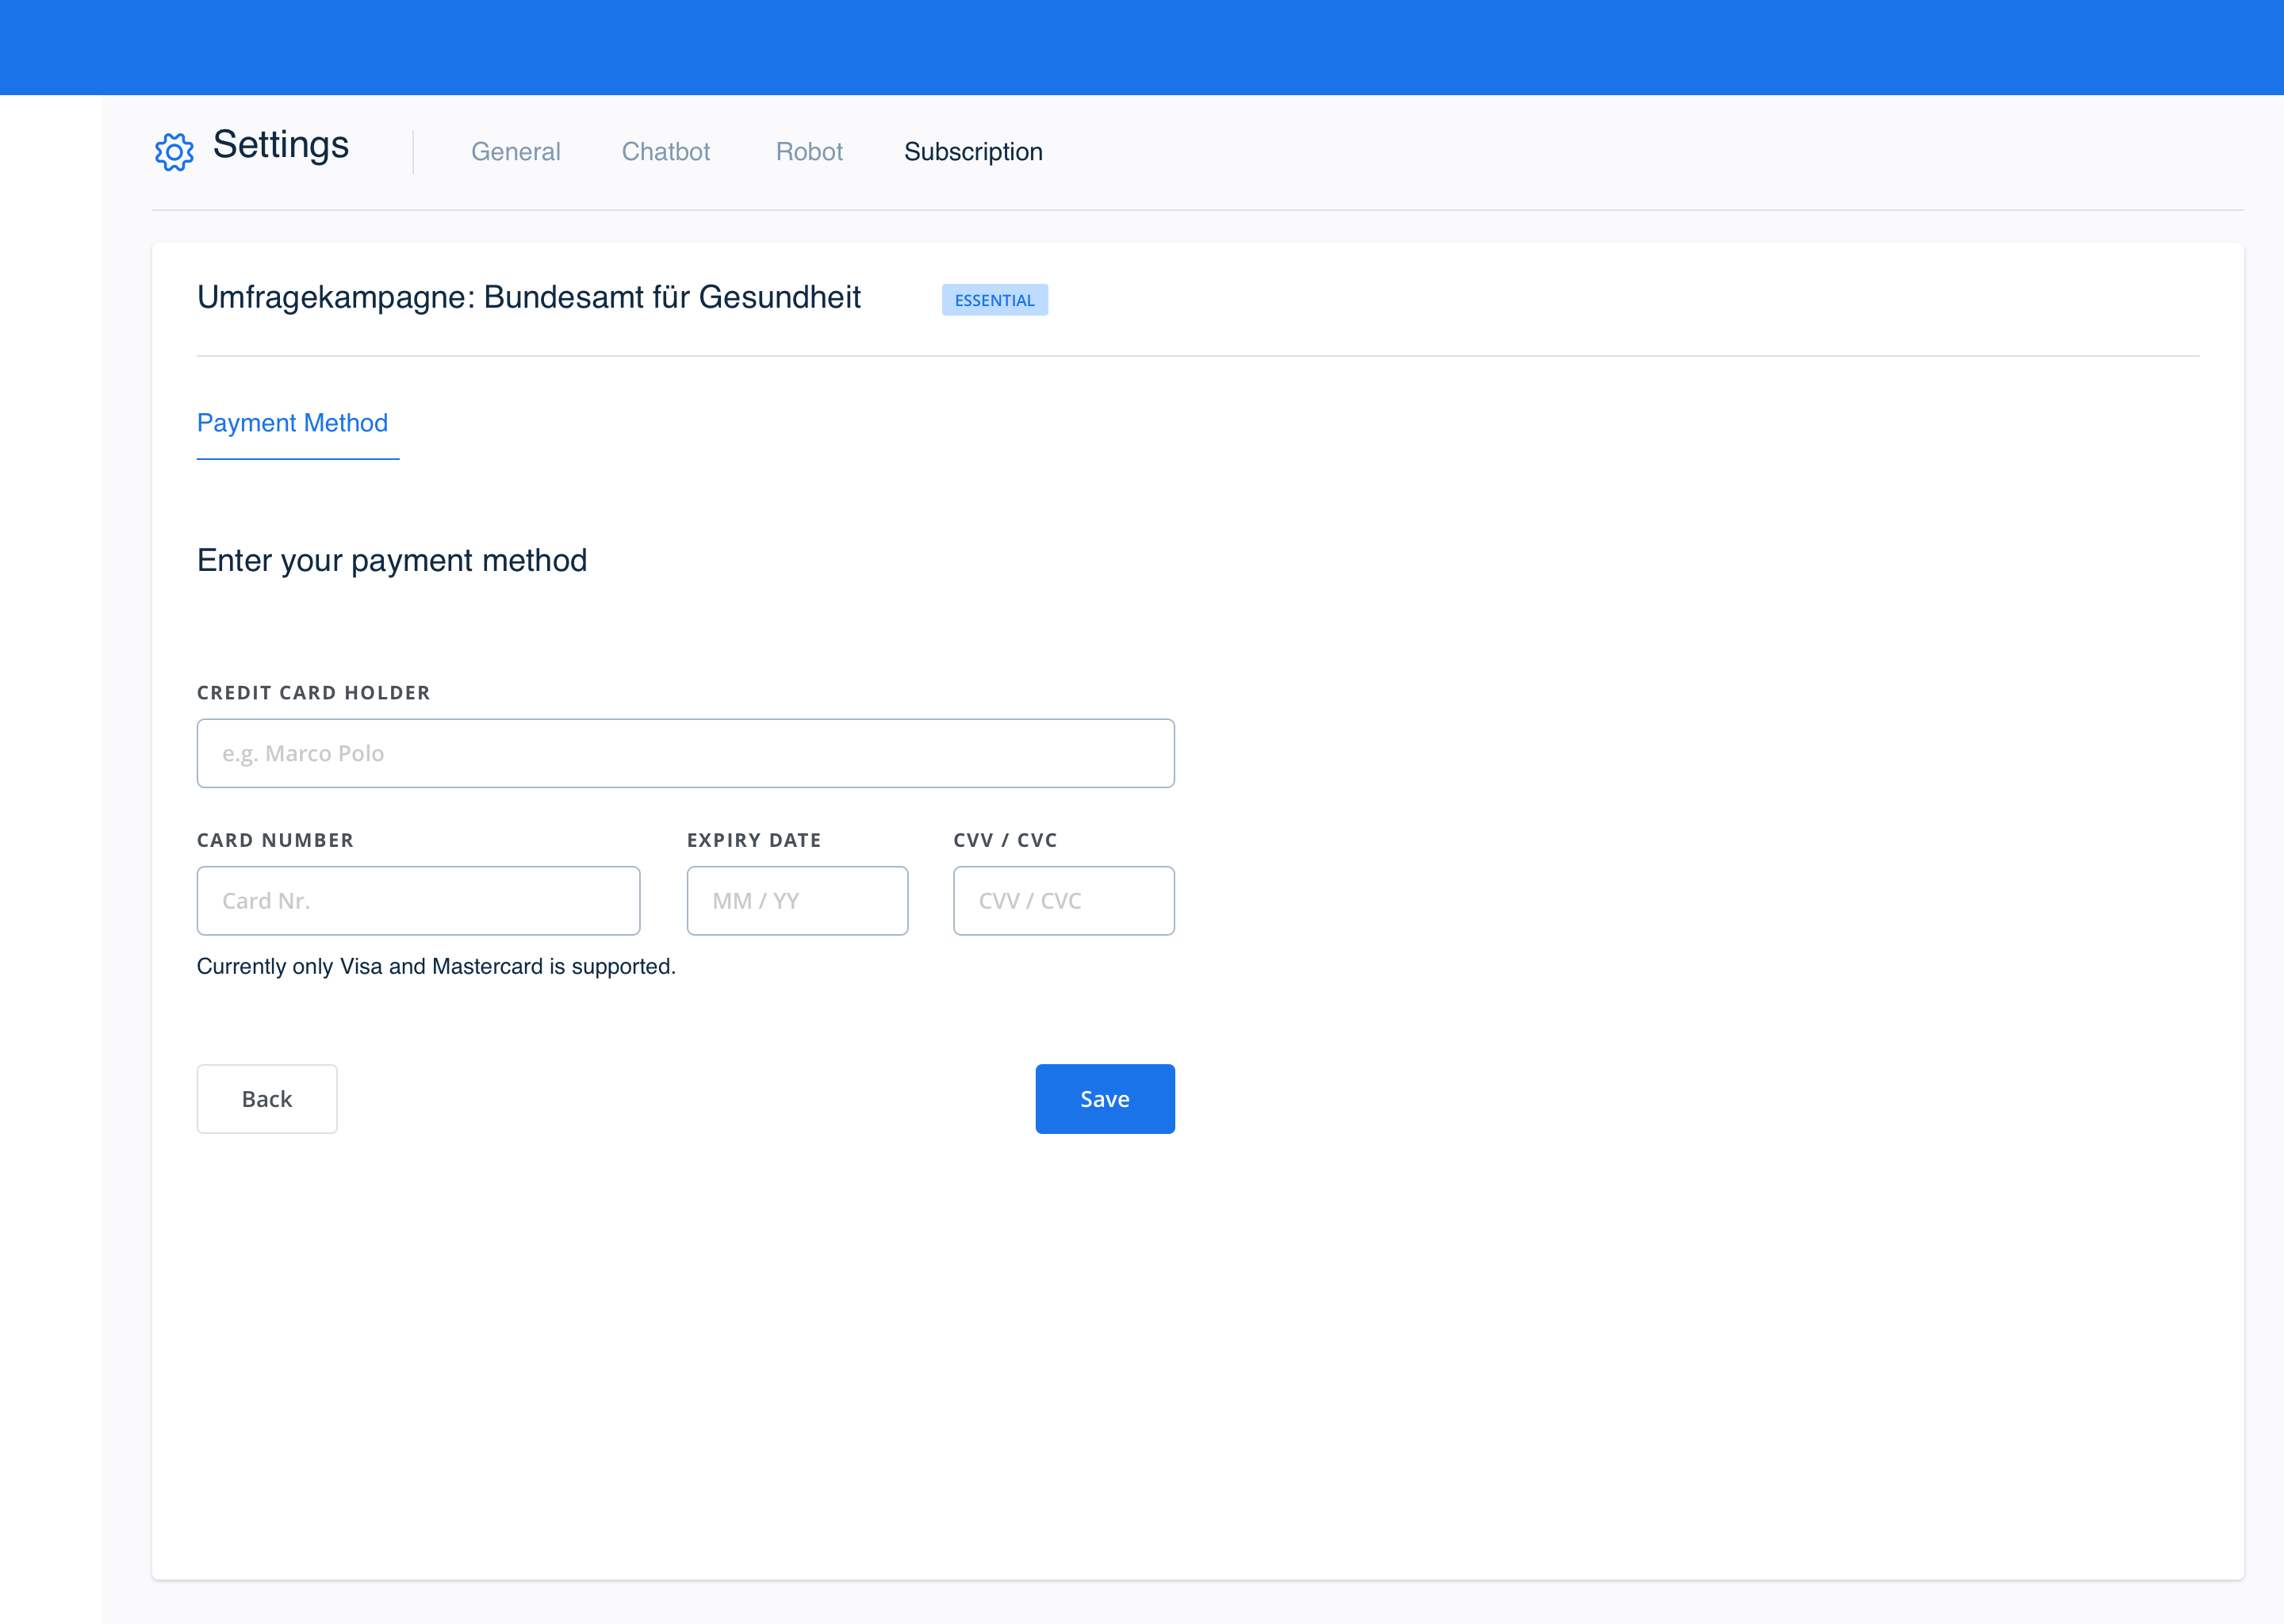 Settings
General
Chatbot
Robot
Subscription
Umfragekampagne: Bundesamt für Gesundheit
ESSENTIAL
Payment Method
Enter your payment method
CREDIT CARD HOLDER
e.g. Marco Polo
CARD NUMBER
EXPIRY DATE
CVV / CVC
Card Nr.
MM / YY
CVV / CVC
Currently only Visa and Mastercard is supported.
Back
Save